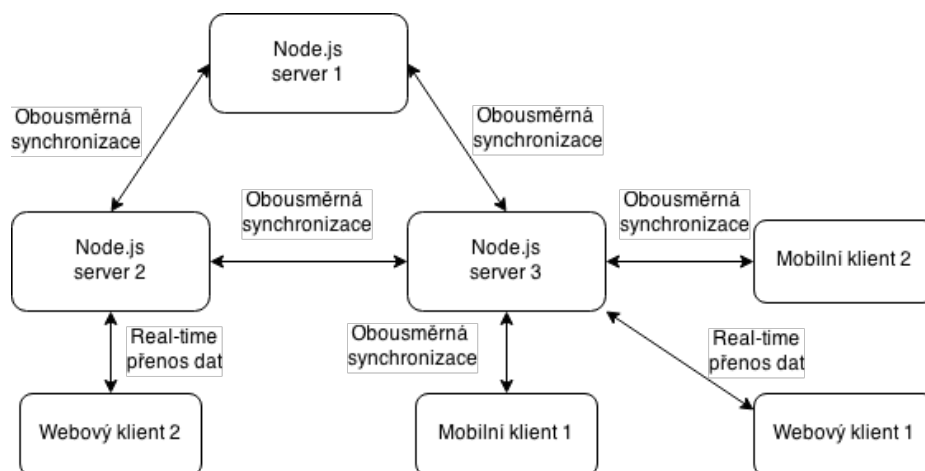 Node.js
server 1
Obousměrná
synchronizace
Obousměrná
synchronizace
Obousměrná
synchronizace
Obousměrná
synchronizace
Node.js
server 2
Node.js
server 3
Mobilní klient 2
Real-time
přenos dat
Obousměrná
synchronizace
Real-time
přenos dat
Webový klient 2
Mobilní klient 1
Webový klient 1